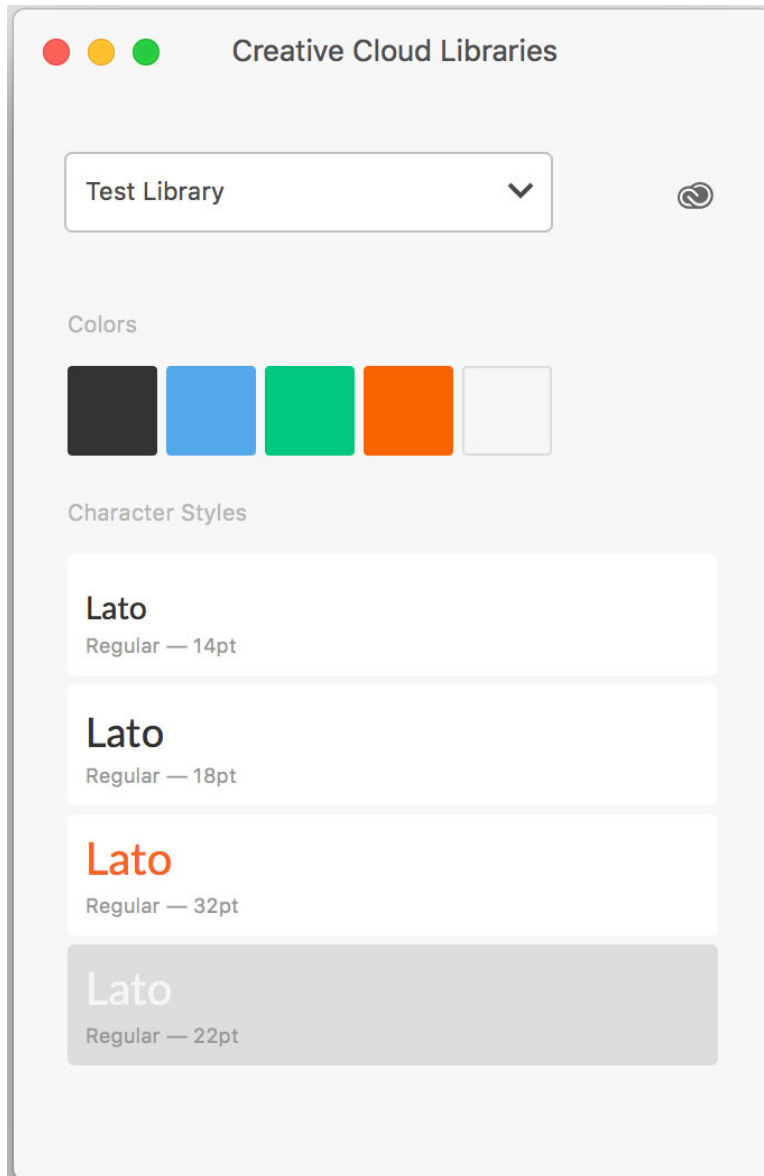 Creative Cloud Libraries
Test Library
Colors
Character Styles
Lato
Regular — 14pt
Lato
Regular — 18pt
Lato
Regular — 32pt
Lato
Regular — 22pt